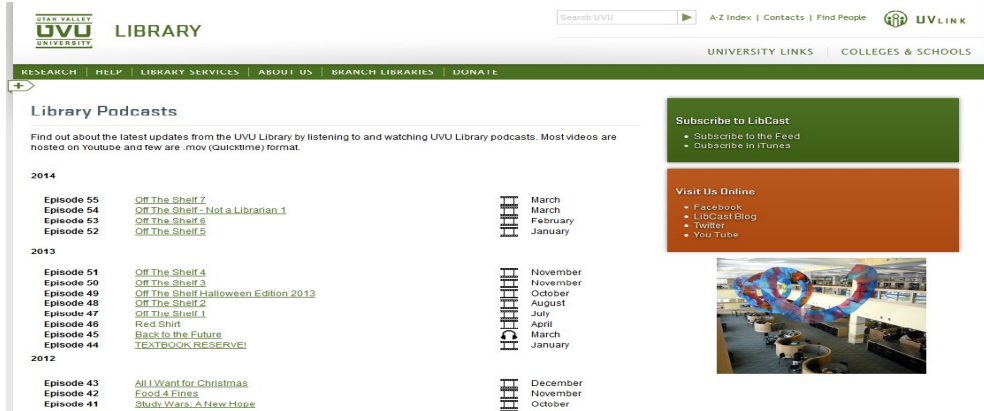 UTAH VALLEY
UVU
UNIVERSITY
LIBRARY
Search UVU
A-Z Index | Contacts | Find People
UVLINK
UNIVERSITY LINKS
COLLEGES & SCHOOLS
RESEARCH | HELP | LIBRARY SERVICES | ABOUT US | BRANCH LIBRARIES | DONATE
Library Podcasts
Find out about the latest updates from the UVU Library by listening to and watching UVU Library podcasts. Most videos are
hosted on Youtube and few are .mov (Quicktime) format.
2014
Episode 55 Off The Shelf 7 March
Episode 54 Off The Shelf - Not a Librarian 1 March
Episode 53 Off The Shelf 6 February
Episode 52 Off The Shelf 5 January
2013
Episode 51 Off The Shelf 4 November
Episode 50 Off The Shelf 3 November
Episode 49 Off The Shelf Halloween Edition 2013 October
Episode 48 Off The Shelf 2 August
Episode 47 Off The Shelf 1 July
Episode 46 Red Shirt April
Episode 45 Back to the Future March
Episode 44 TEXTBOOK RESERVE! January
2012
Episode 43 All I Want for Christmas December
Episode 42 Food 4 Fines November
Episode 41 Study Wars: A New Hope October
Subscribe to LibCast
Subscribe to the Feed
Subscribe in iTunes
Visit Us Online
Facebook
LibCast Blog
Twitter
You Tube